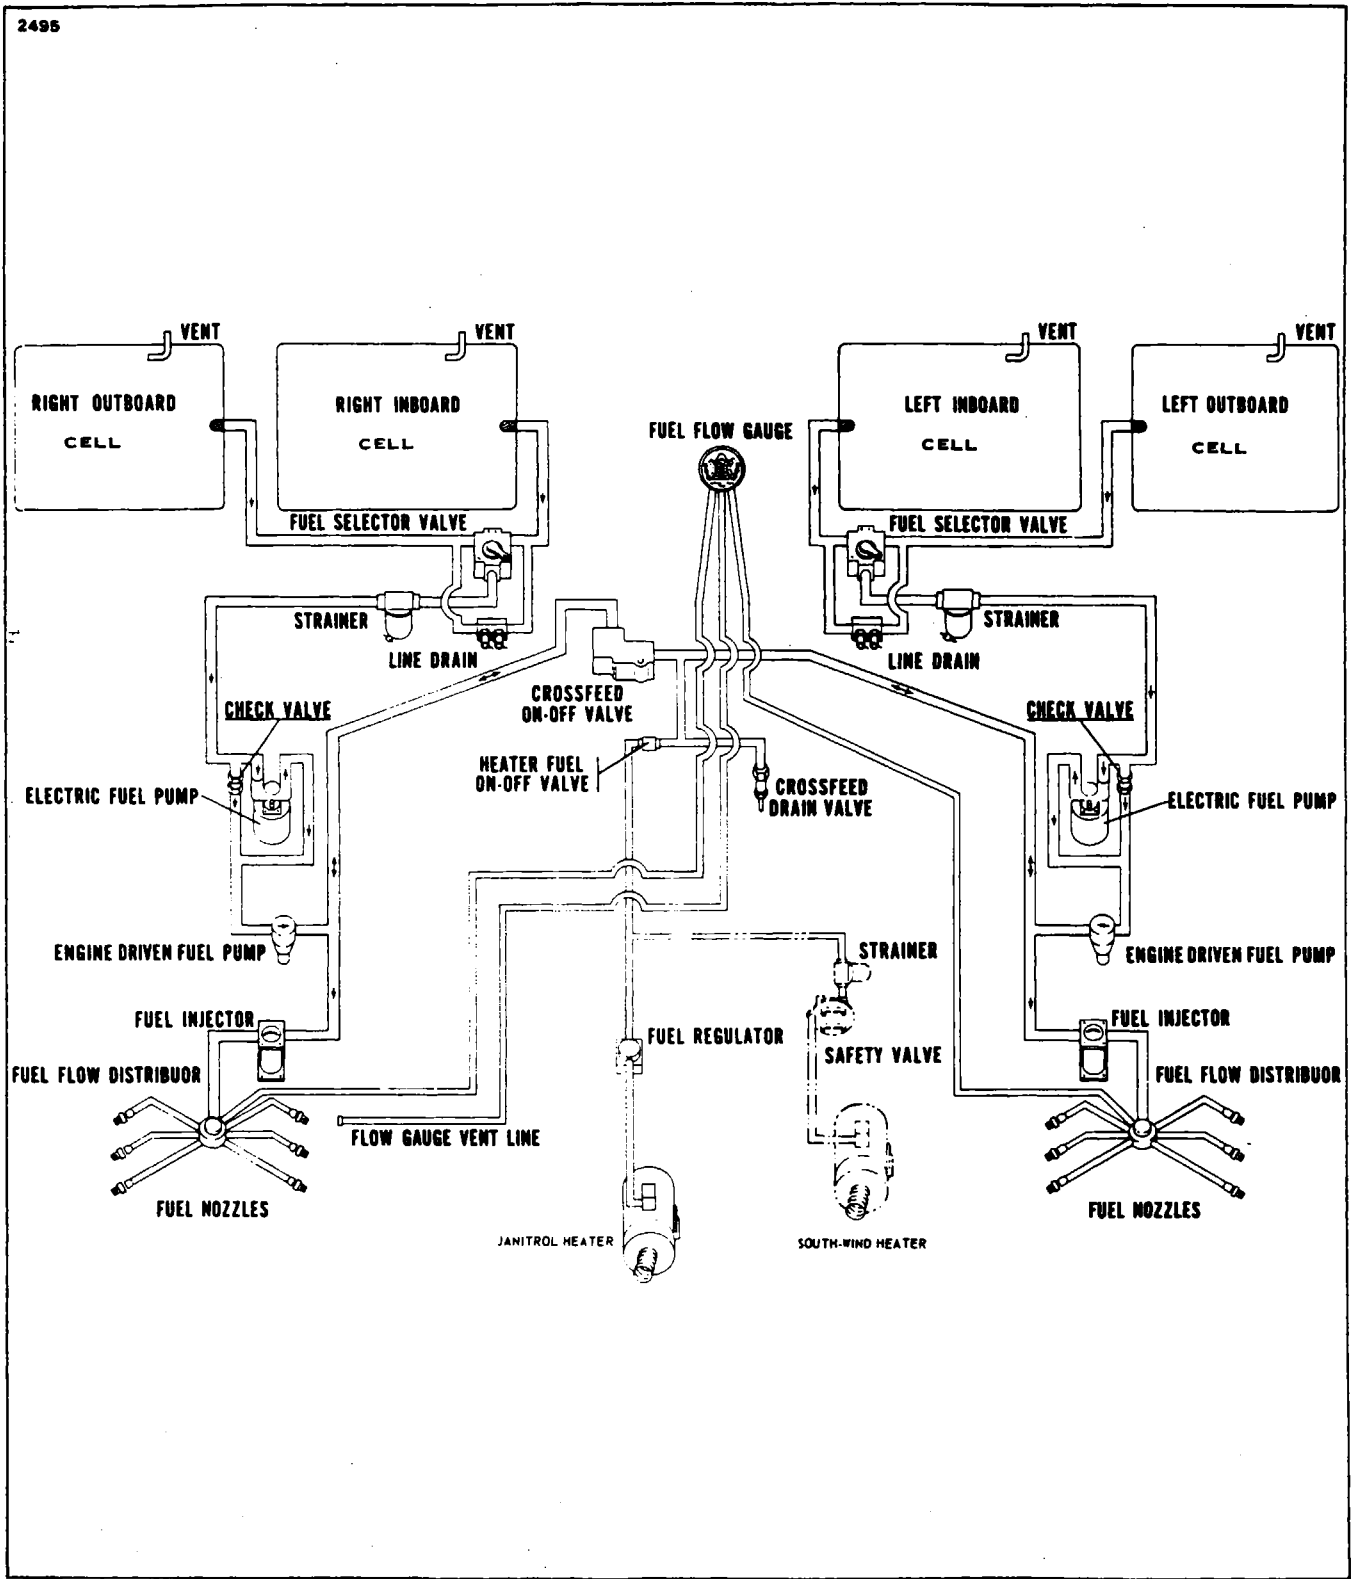 2495
VENT
VENT
VENT
VENT
RIGHT OUTBOARD
CELL
RIGHT INBOARD
CELL
LEFT INBOARD
CELL
LEFT OUTBOARD
CELL
FUEL FLOW GAUGE
FUEL SELECTOR VALVE
FUEL SELECTOR VALVE
STRAINER
STRAINER
LINE DRAIN
LINE DRAIN
CROSSFEED
ON-OFF VALVE
CHECK VALVE
CHECK VALVE
HEATER FUEL
ON-OFF VALVE
CROSSFEED
DRAIN VALVE
ELECTRIC FUEL PUMP
ELECTRIC FUEL PUMP
ENGINE DRIVEN FUEL PUMP
STRAINER
ENGINE DRIVEN FUEL PUMP
FUEL INJECTOR
FUEL REGULATOR
SAFETY VALVE
FUEL INJECTOR
FUEL FLOW DISTRIBUOR
FUEL FLOW DISTRIBUOR
FLOW GAUGE VENT LINE
FUEL NOZZLES
FUEL NOZZLES
JANITROL HEATER
SOUTH-WIND HEATER